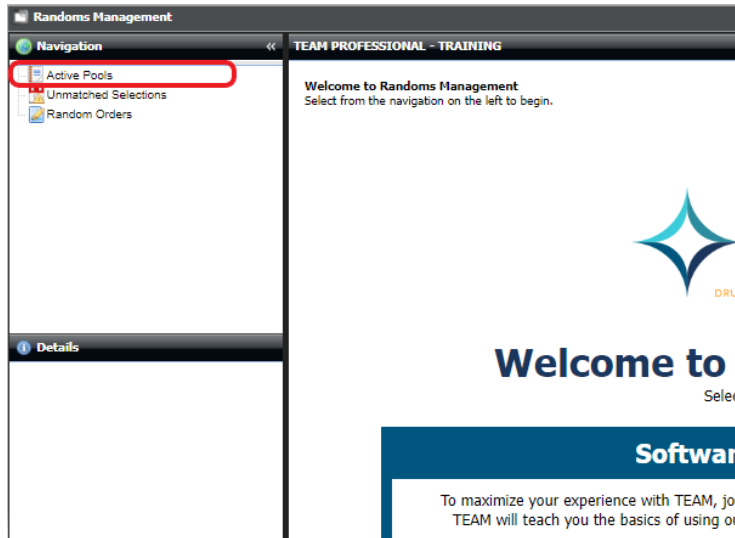 Randoms Management
Navigation «
Active Pools
Unmatched Selections
Random Orders
Details
TEAM PROFESSIONAL - TRAINING
Welcome to Randoms Management
Select from the navigation on the left to begin.
DRU
Welcome to
Selec
Softwar
To maximize your experience with TEAM, jo
TEAM will teach you the basics of using ou